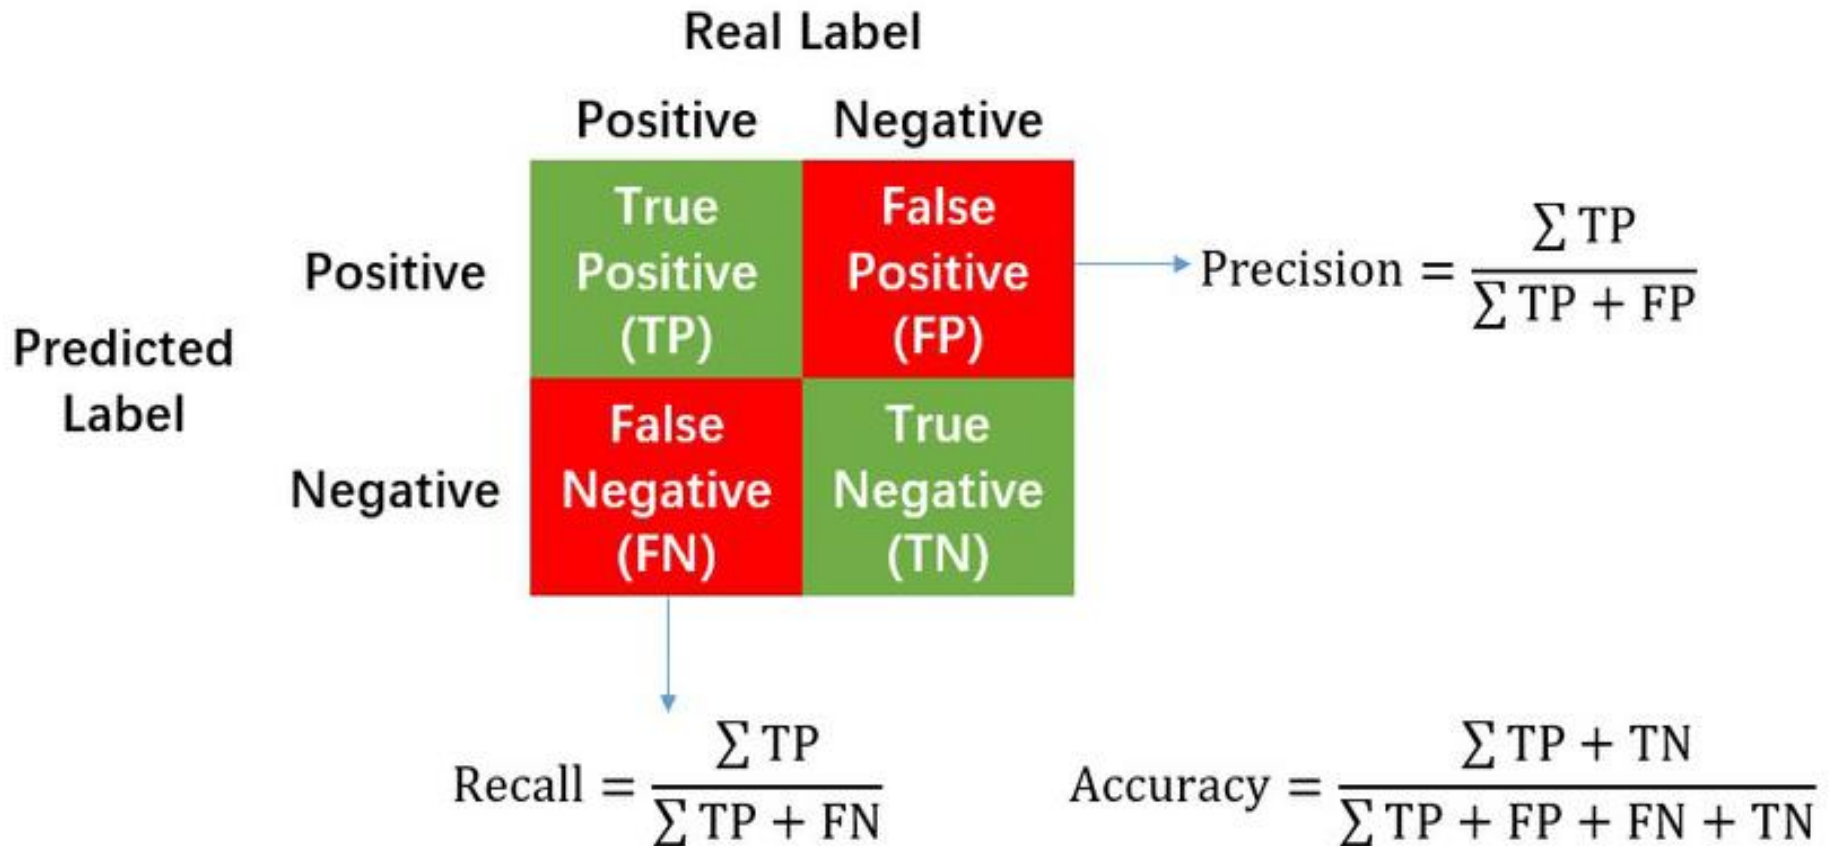 Real Label
Positive Negative
True
Positive
(TP)
False
Positive
(FP)
Positive
Precision = ∑ TP / ∑ TP + FP
Predicted
Label
Negative
False
Negative
(FN)
True
Negative
(TN)
Recall = ∑ TP / ∑ TP + FN
Accuracy = ∑ TP + TN / ∑ TP + FP + FN + TN